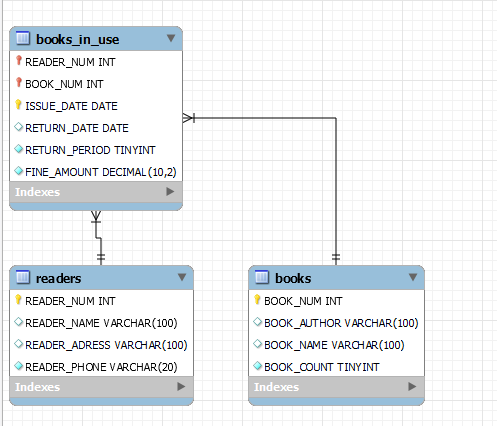 books_in_use
READER_NUM INT
BOOK_NUM INT
ISSUE_DATE DATE
RETURN_DATE DATE
RETURN_PERIOD TINYINT
FINE_AMOUNT DECIMAL(10,2)
Indexes
readers
READER_NUM INT
READER_NAME VARCHAR(100)
READER_ADRESS VARCHAR(100)
READER_PHONE VARCHAR(20)
Indexes
books
BOOK_NUM INT
BOOK_AUTHOR VARCHAR(100)
BOOK_NAME VARCHAR(100)
BOOK_COUNT TINYINT
Indexes